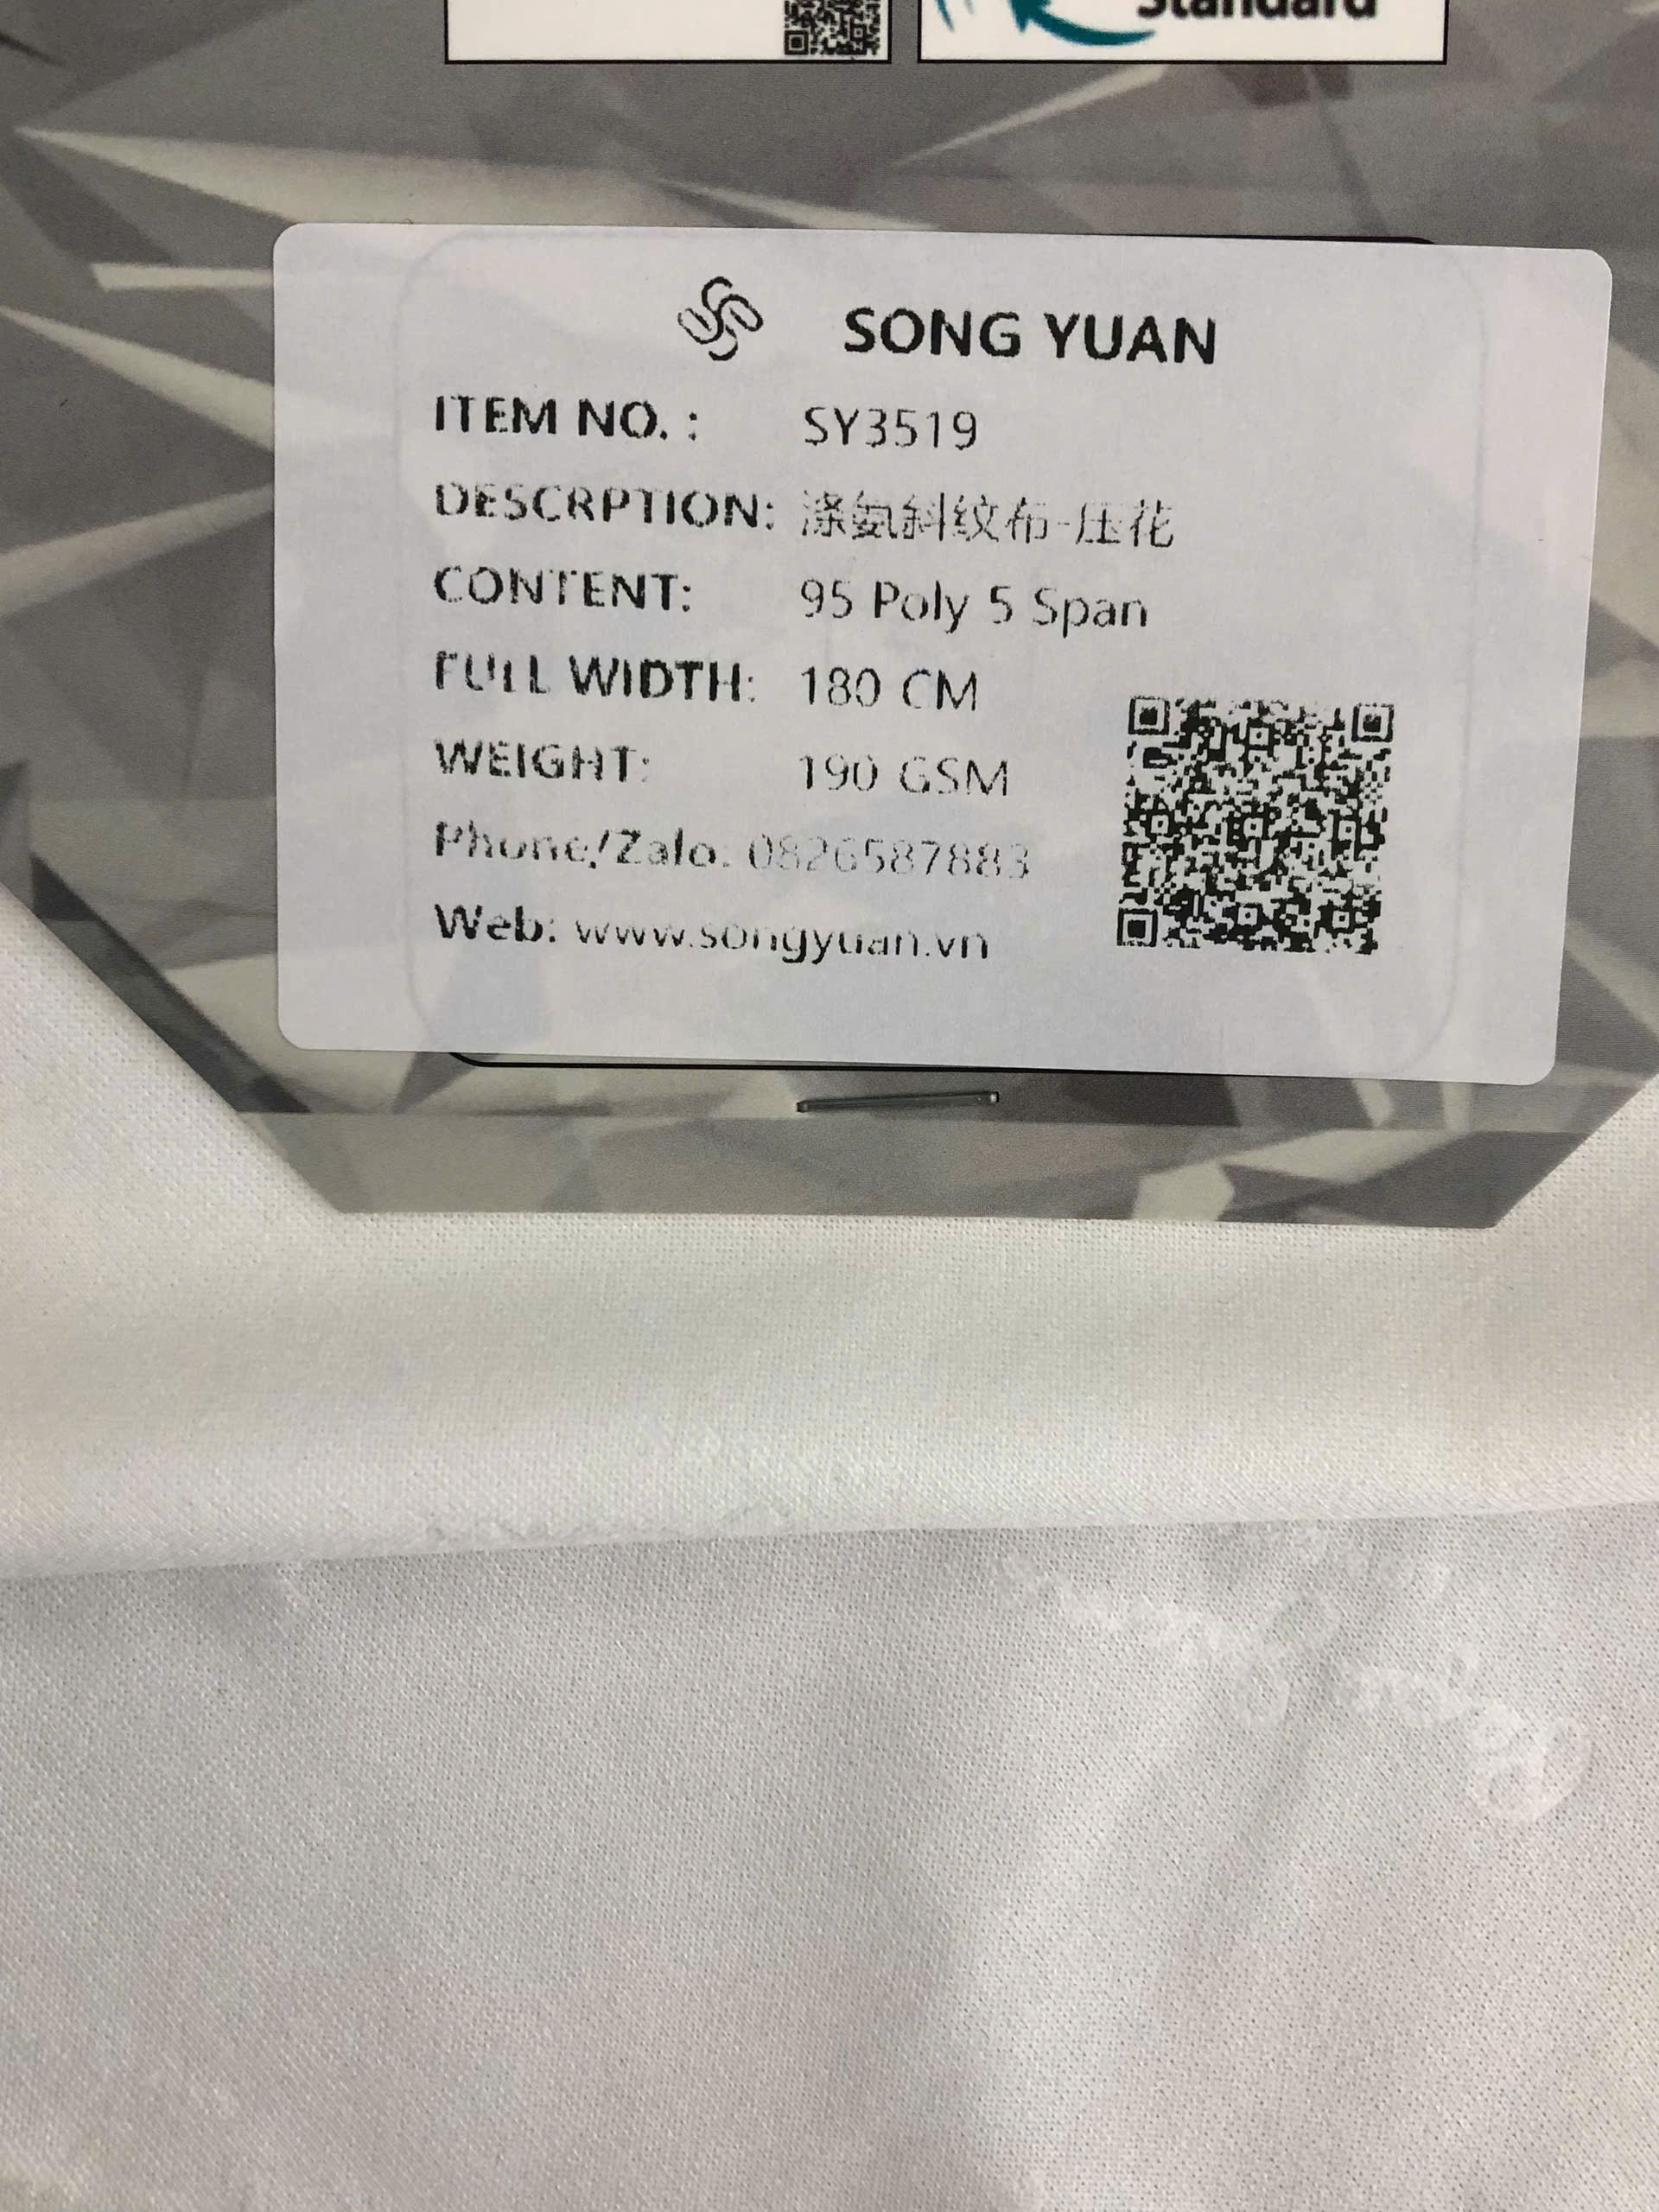 Standard
SONG YUAN
ITEM NO. : SY3519
DESCRPTION: 涤氨斜纹布-压花
CONTENT: 95 Poly 5 Span
FULL WIDTH: 180 CM
WEIGHT: 190 GSM
Phone/Zalo: 0826587883
Web: www.songyuan.vn